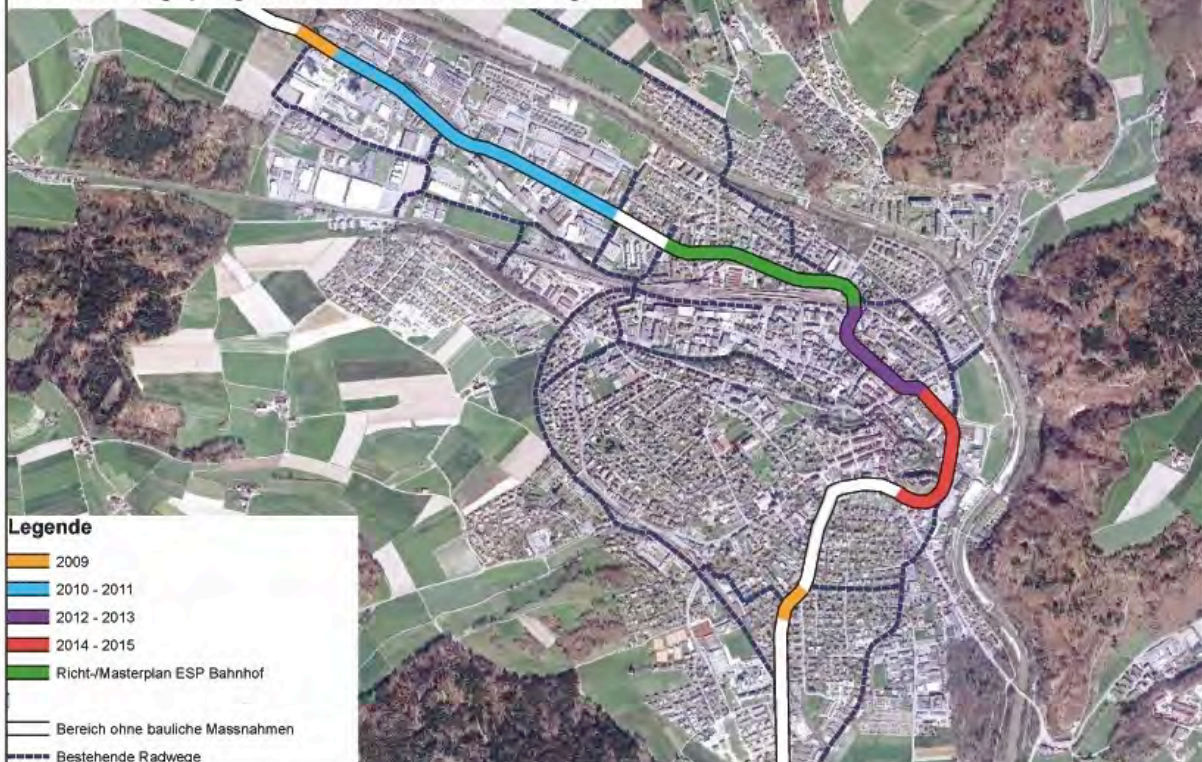 Legende
2009
2010 - 2011
2012 - 2013
2014 - 2015
Richt-/Masterplan ESP Bahnhof
Bereich ohne bauliche Massnahmen
Bestehende Radwege